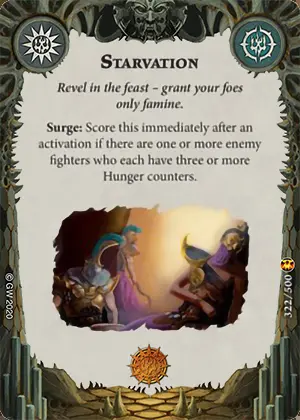 STARVATION
Revel in the feast – grant your foes
only famine.
Surge: Score this immediately after an
activation if there are one or more enemy
fighters who each have three or more
Hunger counters.
© GW 2020
322/500